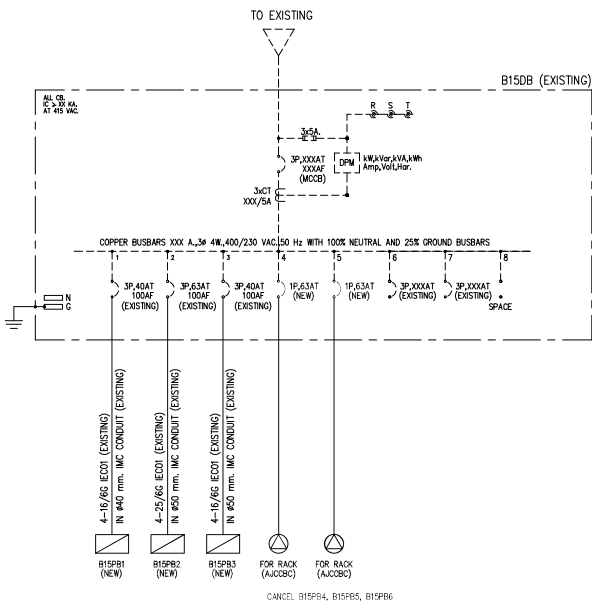 TO EXISTING
B15DB (EXISTING)
ALL CB.
IC ≥ XX KA.
AT 415 VAC.
R S T
3x5A.
3P,XXXAT
XXXAF
(MCCB)
DPM
kW,kVar,kVA,kWh
Amp,Volt,Har.
3xCT
XXX/5A
COPPER BUSBARS XXX A.,3ø 4W.,400/230 VAC.,50 Hz WITH 100% NEUTRAL AND 25% GROUND BUSBARS
1 2 3 4 5 6 7 8
3P,40AT
100AF
(EXISTING)
3P,63AT
100AF
(EXISTING)
3P,40AT
100AF
(EXISTING)
1P,63AT
(NEW)
1P,63AT
(NEW)
3P,XXXAT
(EXISTING)
3P,XXXAT
(EXISTING)
SPACE
N
G
4-16/6G IEC01 (EXISTING)
IN ø40 mm. IMC CONDUIT (EXISTING)
4-25/6G IEC01 (EXISTING)
IN ø50 mm. IMC CONDUIT (EXISTING)
4-16/6G IEC01 (EXISTING)
IN ø50 mm. IMC CONDUIT (EXISTING)
B15PB1
(NEW)
B15PB2
(NEW)
B15PB3
(NEW)
FOR RACK
(AJCCBC)
FOR RACK
(AJCCBC)
CANCEL B15PB4, B15PB5, B15PB6